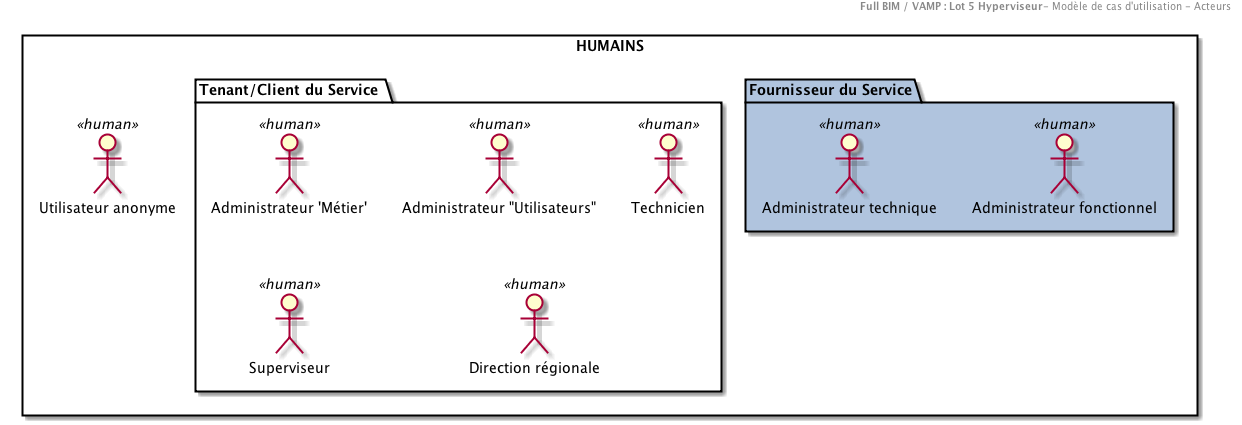 Full BIM / VAMP : Lot 5 Hyperviseur– Modèle de cas d'utilisation – Acteurs
HUMAINS
Tenant/Client du Service
Fournisseur du Service
«human»
«human»
«human»
«human»
«human»
«human»
Utilisateur anonyme
Administrateur 'Métier'
Administrateur "Utilisateurs"
Technicien
Administrateur technique
Administrateur fonctionnel
«human»
«human»
Superviseur
Direction régionale